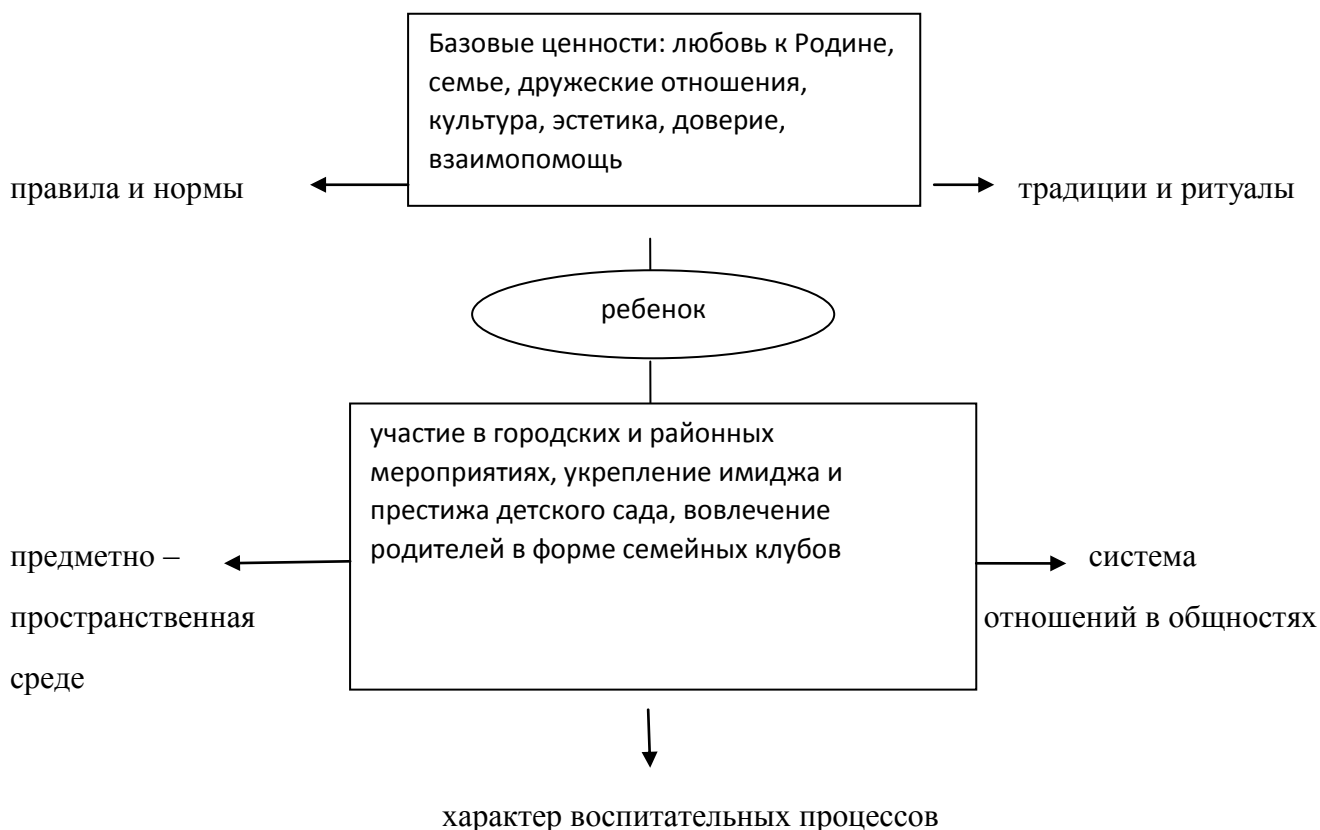 Базовые ценности: любовь к Родине,
семье, дружеские отношения,
культура, эстетика, доверие,
взаимопомощь
правила и нормы
традиции и ритуалы
ребенок
участие в городских и районных
мероприятиях, укрепление имиджа и
престижа детского сада, вовлечение
родителей в форме семейных клубов
предметно –
пространственная
среде
система
отношений в общностях
характер воспитательных процессов